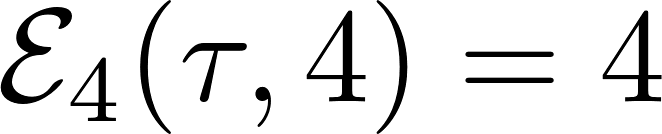 ℰ₄(τ, 4) = 4